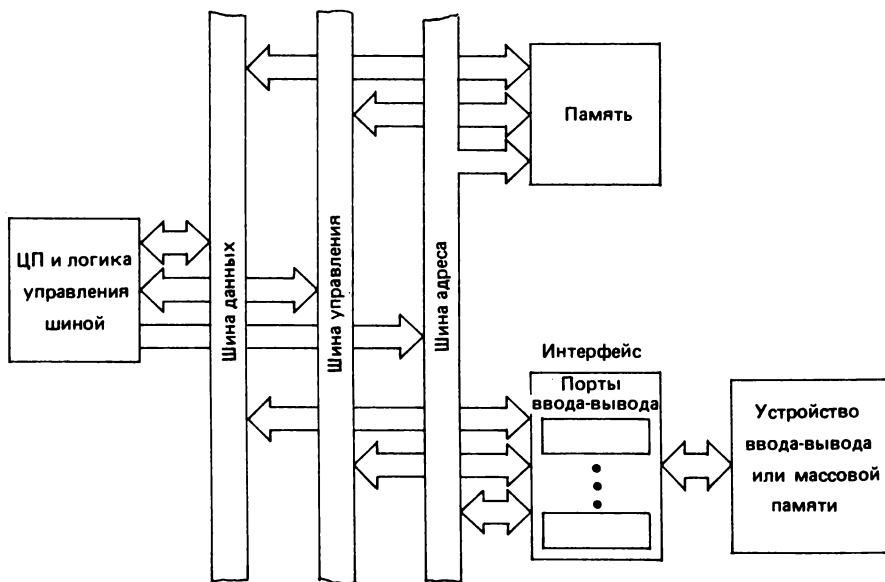 Память
ЦП и логика
управления
шиной
Шина данных
Шина управления
Шина адреса
Интерфейс
Порты
ввода-вывода
Устройство
ввода-вывода
или массовой
памяти